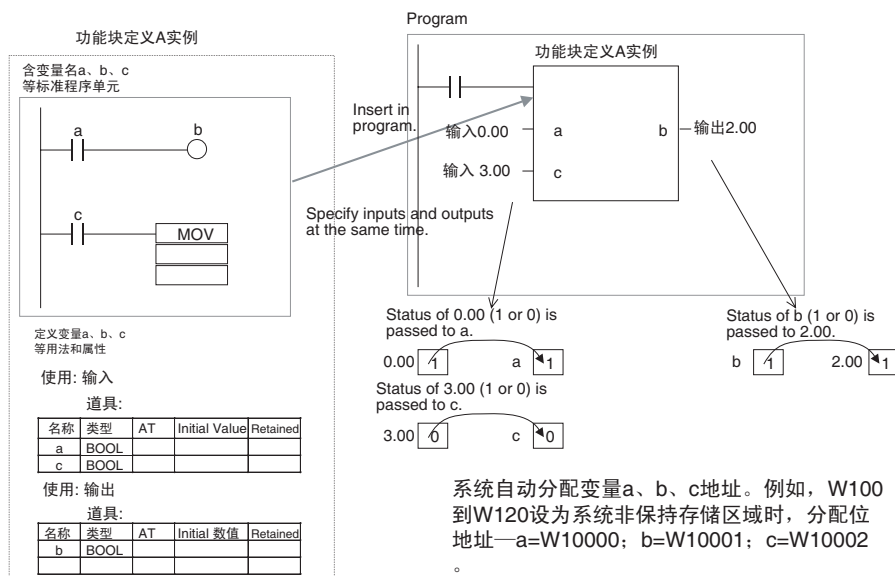 功能块定义A实例
含变量名a、b、c
等标准程序单元
a
b
c
MOV
定义变量a、b、c
等用法和属性
使用: 输入
道具:
名称 类型 AT Initial Value Retained
a BOOL
c BOOL
使用: 输出
道具:
名称 类型 AT Initial 数值 Retained
b BOOL
Program
功能块定义A实例
Insert in
program.
输入0.00 a b 输出2.00
输入 3.00 c
Specify inputs and outputs
at the same time.
Status of 0.00 (1 or 0) is
passed to a.
0.00 1 a 1
Status of 3.00 (1 or 0) is
passed to c.
3.00 0 c 0
Status of b (1 or 0) is
passed to 2.00.
b 1 2.00 1
系统自动分配变量a、b、c地址。例如，W100
到W120设为系统非保持存储区域时，分配位
地址—a=W10000；b=W10001；c=W10002
。